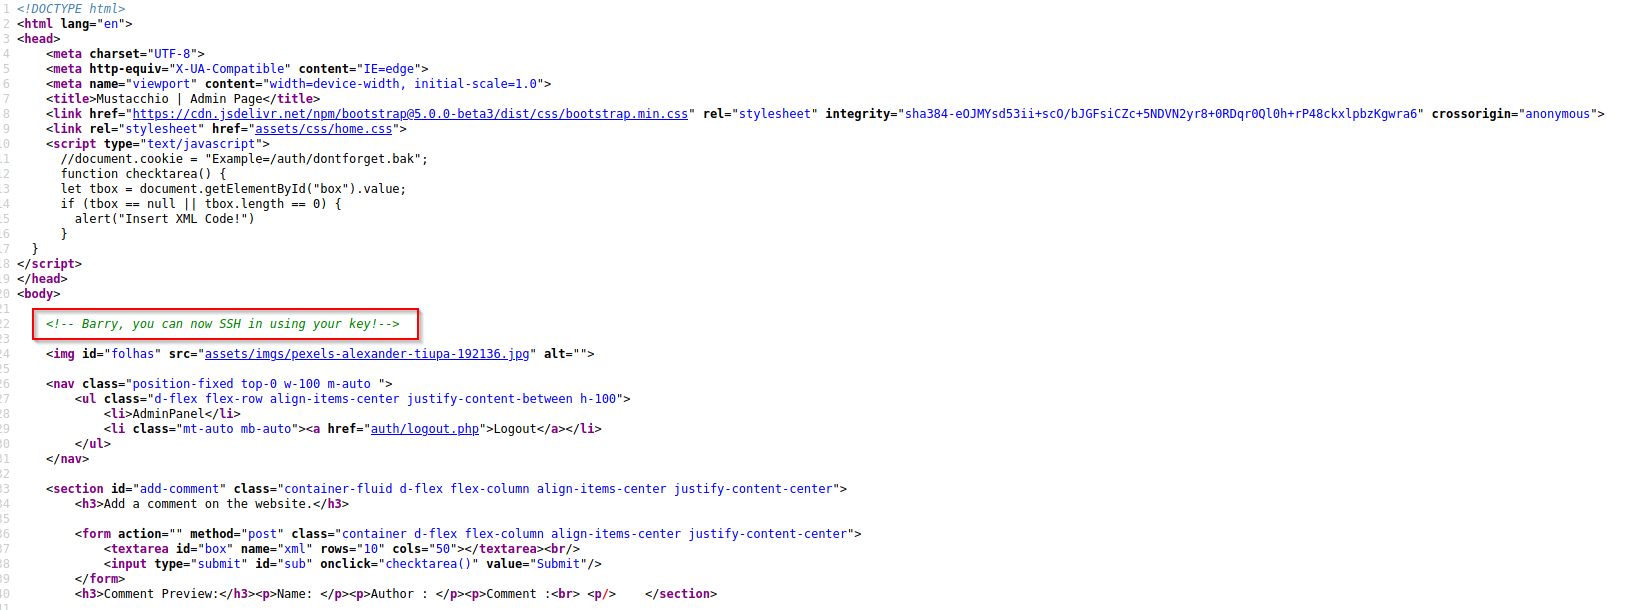 1 <!DOCTYPE html>
2 <html lang="en">
3 <head>
4     <meta charset="UTF-8">
5     <meta http-equiv="X-UA-Compatible" content="IE=edge">
6     <meta name="viewport" content="width=device-width, initial-scale=1.0">
7     <title>Mustacchio | Admin Page</title>
8     <link href="https://cdn.jsdelivr.net/npm/bootstrap@5.0.0-beta3/dist/css/bootstrap.min.css" rel="stylesheet" integrity="sha384-eOJMYsd53ii+scO/bJGFsiCZc+5NDVN2yr8+0RDqr0Ql0h+rP48ckxlpbzKgwra6" crossorigin="anonymous">
9     <link rel="stylesheet" href="assets/css/home.css">
10     <script type="text/javascript">
11       //document.cookie = "Example=/auth/dontforget.bak";
12       function checktarea() {
13       let tbox = document.getElementById("box").value;
14       if (tbox == null || tbox.length == 0) {
15         alert("Insert XML Code!")
16       }
17   }
18 </script>
19 </head>
20 <body>
21
22     <!-- Barry, you can now SSH in using your key!-->
23
24     <img id="folhas" src="assets/imgs/pexels-alexander-tiupa-192136.jpg" alt="">
25
26     <nav class="position-fixed top-0 w-100 m-auto ">
27         <ul class="d-flex flex-row align-items-center justify-content-between h-100">
28             <li>AdminPanel</li>
29             <li class="mt-auto mb-auto"><a href="auth/logout.php">Logout</a></li>
30         </ul>
31     </nav>
32
33     <section id="add-comment" class="container-fluid d-flex flex-column align-items-center justify-content-center">
34         <h3>Add a comment on the website.</h3>
35
36         <form action="" method="post" class="container d-flex flex-column align-items-center justify-content-center">
37             <textarea id="box" name="xml" rows="10" cols="50"></textarea><br/>
38             <input type="submit" id="sub" onclick="checktarea()" value="Submit"/>
39         </form>
40         <h3>Comment Preview:</h3><p>Name: </p><p>Author : </p><p>Comment :<br> <p/>    </section>
41